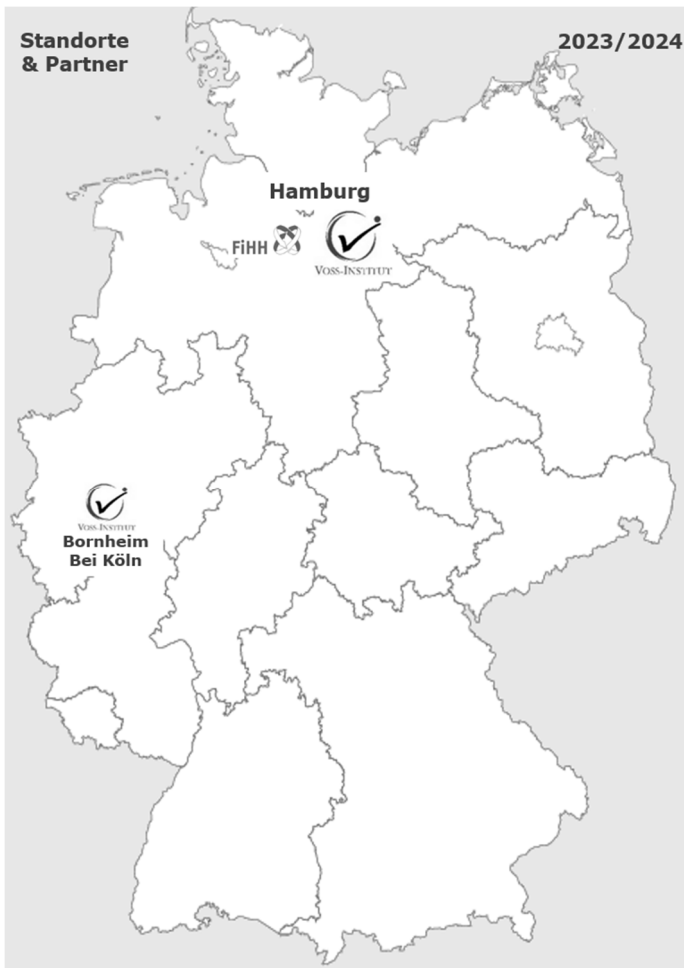 Standorte
& Partner
2023/2024
Hamburg
FiHH
VOSS-INSTITUT
VOSS-INSTITUT
Bornheim
Bei Köln